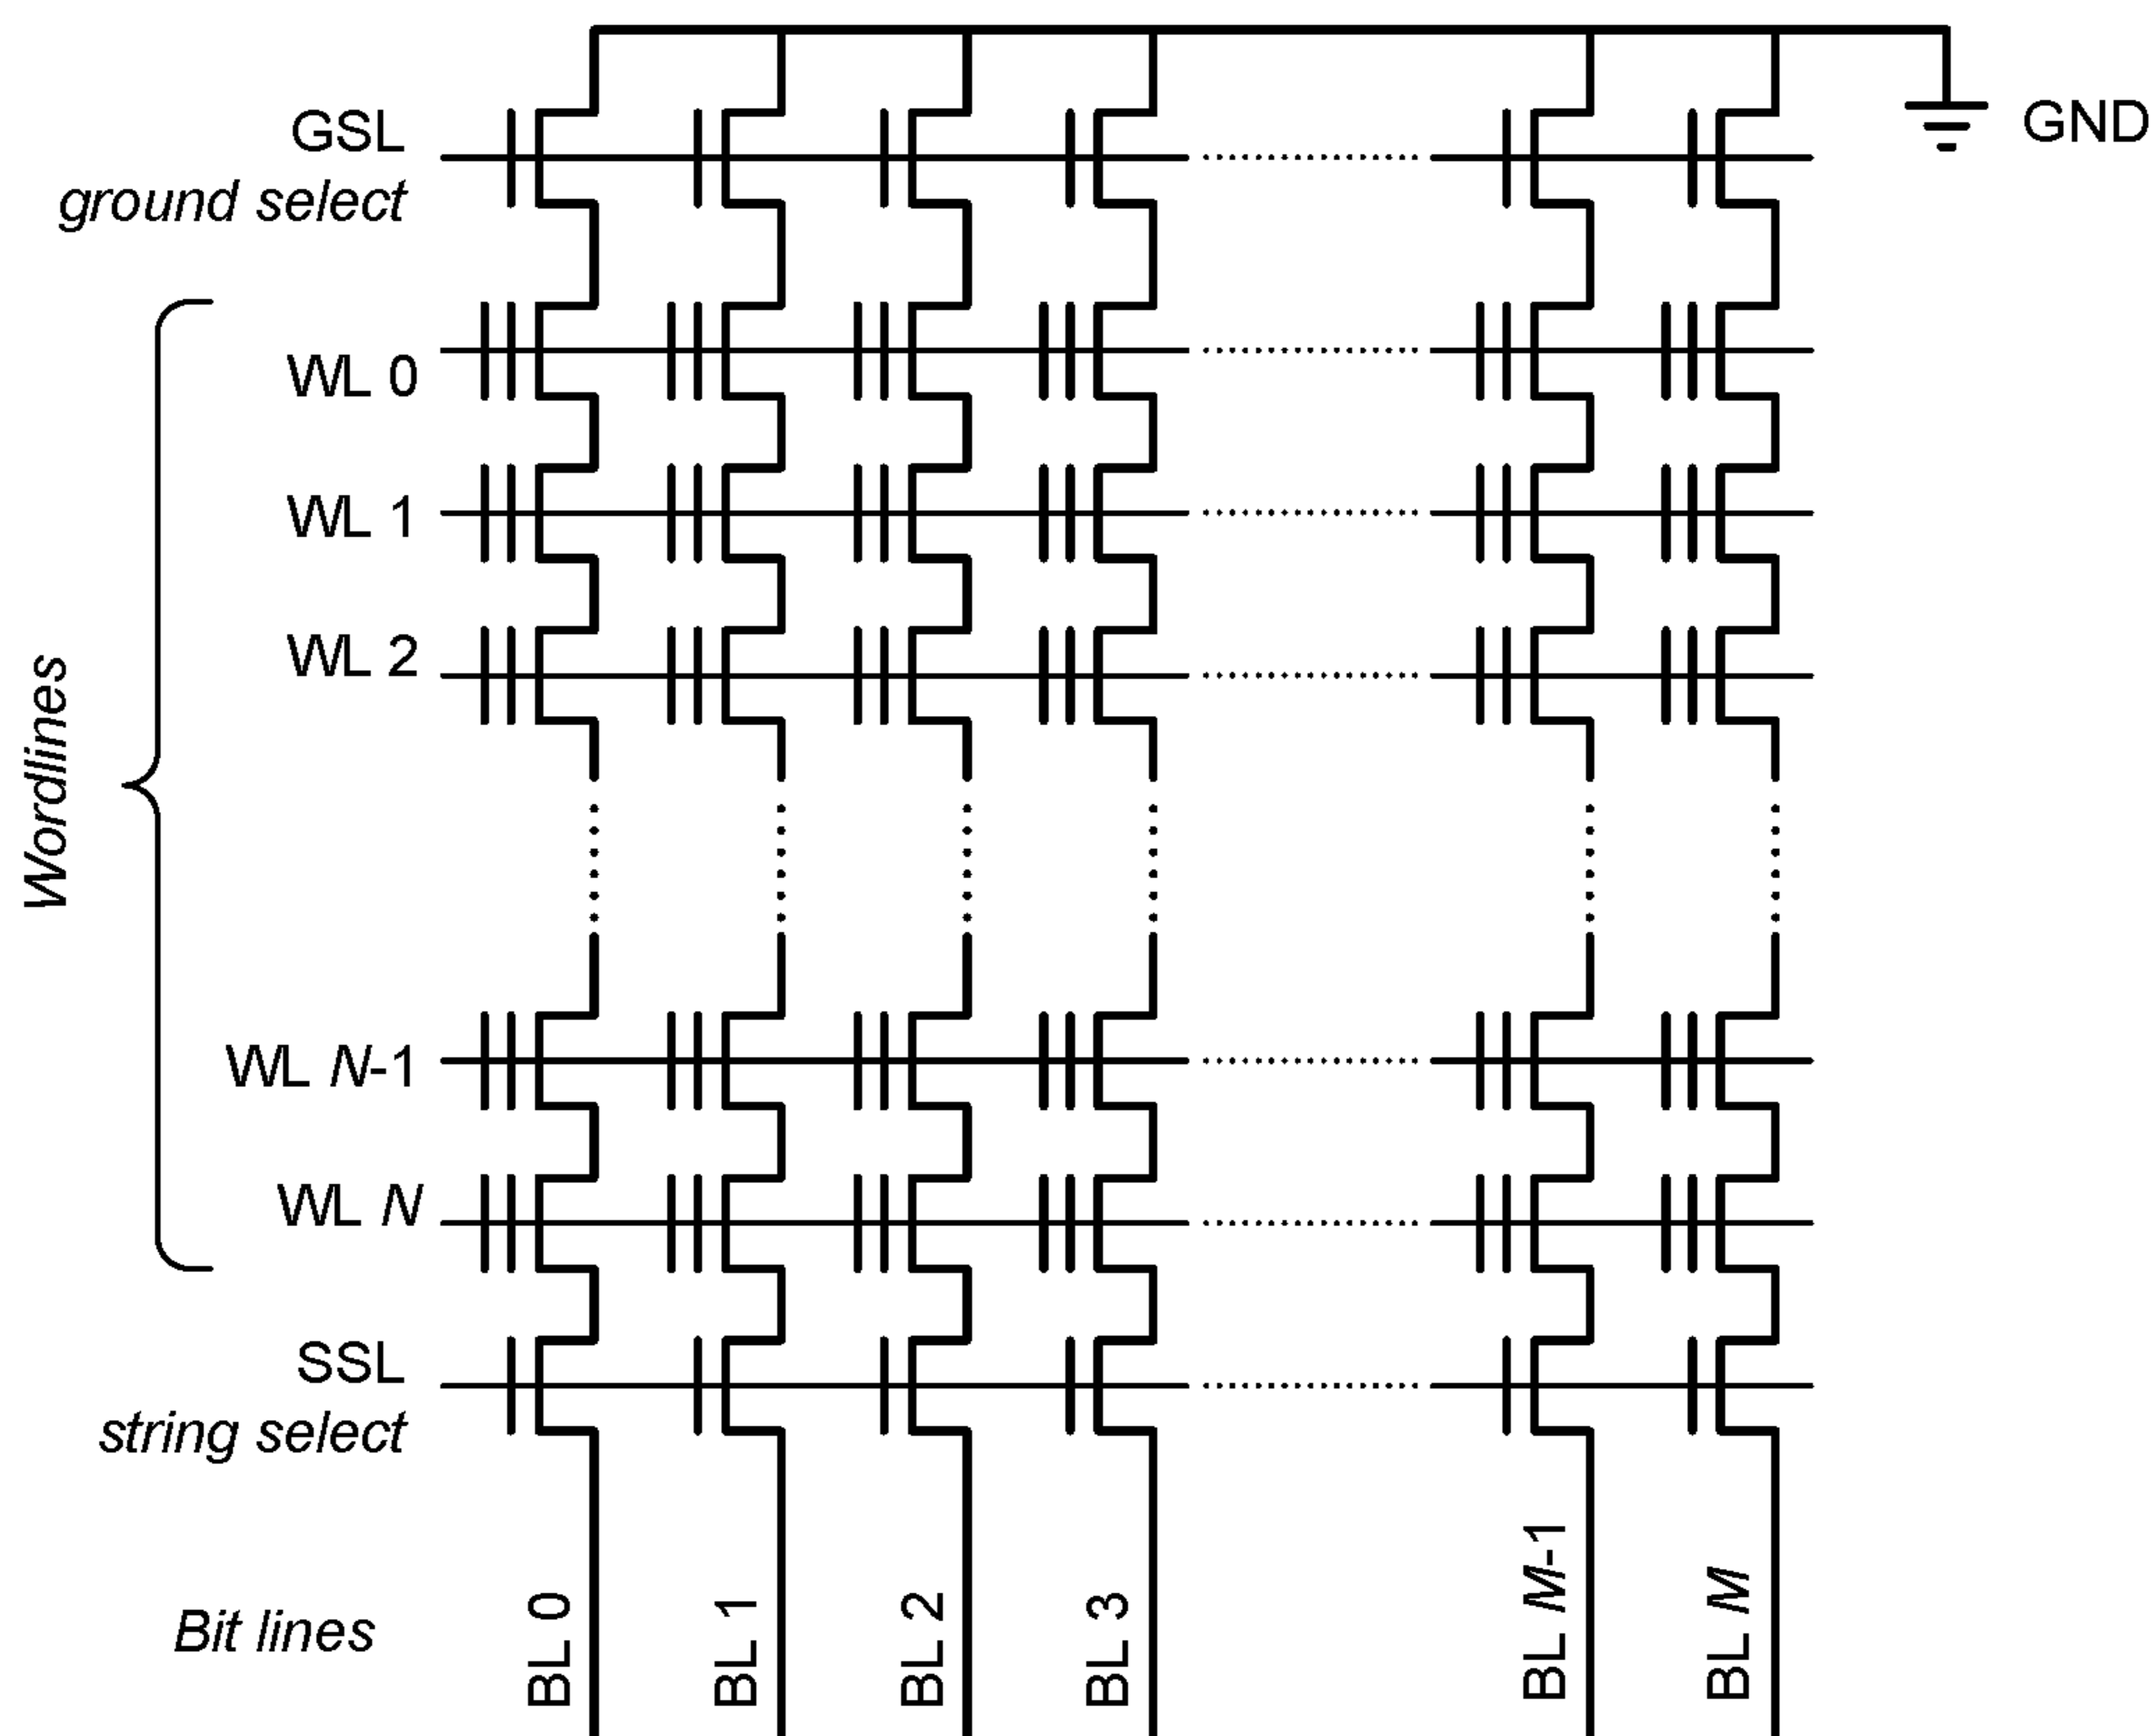 GND
GSL
ground select
WL 0
WL 1
WL 2
Wordlines
WL N-1
WL N
SSL
string select
Bit lines
BL 0
BL 1
BL 2
BL 3
BL M-1
BL M